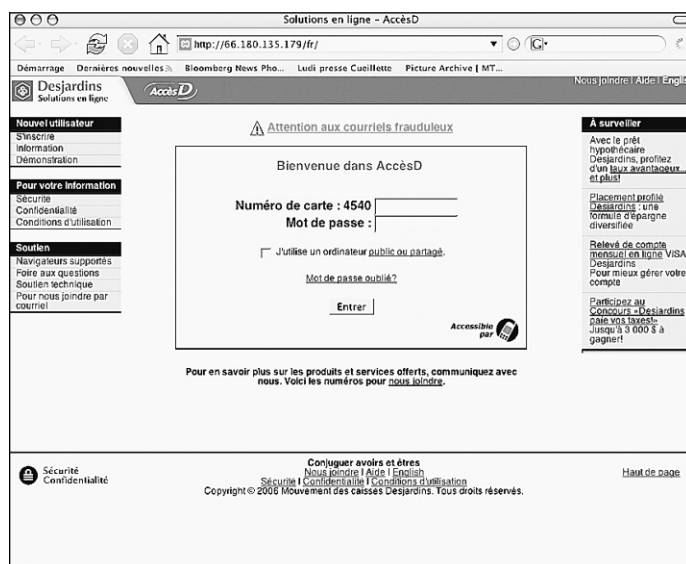 Solutions en ligne – AccèsD
http://66.180.135.179/fr/
G
Démarrage Dernières nouvelles Bloomberg News Pho... Ludi presse Cueillette Picture Archive | MT...
Desjardins
Solutions en ligne
AccèsD
Nous joindre | Aide | Englis
Nouvel utilisateur
S'inscrire
Information
Démonstration
Pour votre information
Sécurité
Confidentialité
Conditions d'utilisation
Soutien
Navigateurs supportés
Foire aux questions
Soutien technique
Pour nous joindre par
courriel
Attention aux courriels frauduleux
Bienvenue dans AccèsD
Numéro de carte : 4540
Mot de passe :
J'utilise un ordinateur public ou partagé.
Mot de passe oublié?
Entrer
Accessible
par
Pour en savoir plus sur les produits et services offerts, communiquez avec
nous. Voici les numéros pour nous joindre.
À surveiller
Avec le prêt
hypothécaire
Desjardins, profitez
d'un taux avantageux...
et plus!
Placement profilé
Desjardins : une
formule d'épargne
diversifiée
Relevé de compte
mensuel en ligne VISA
Desjardins
Pour mieux gérer votre
compte
Participez au
Concours «Desjardins
paie vos taxes!»
Jusqu'à 3 000 $ à
gagner!
Sécurité
Confidentialité
Conjuguer avoirs et êtres
Nous joindre | Aide | English
Sécurité | Confidentialité | Conditions d'utilisation
Copyright © 2006 Mouvement des caisses Desjardins. Tous droits réservés.
Haut de page